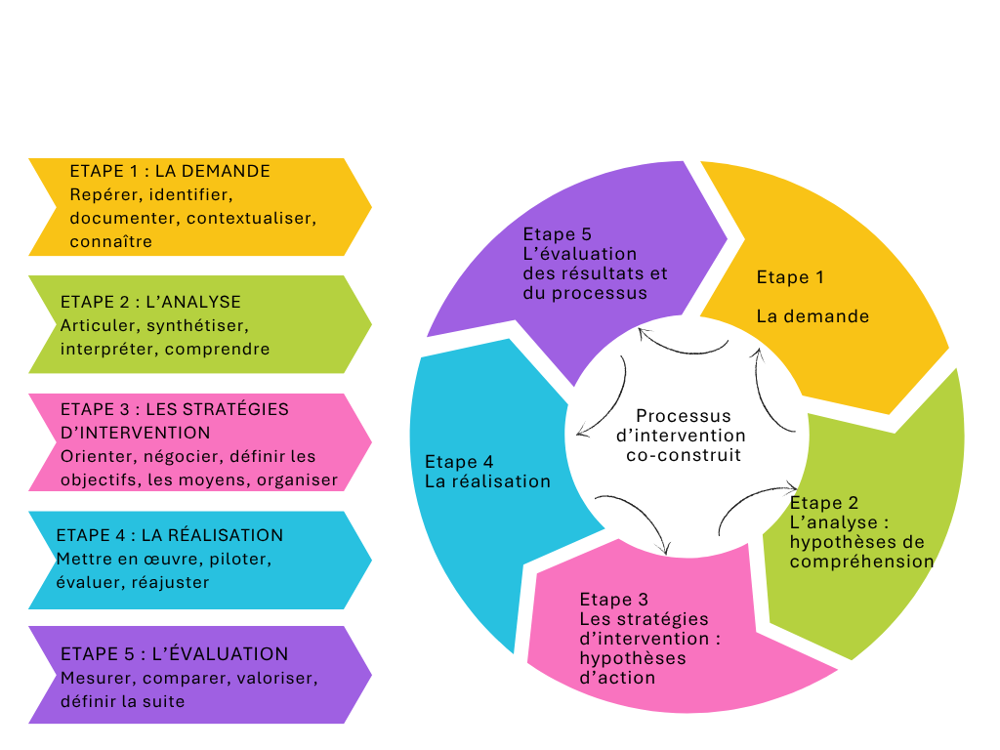 ETAPE 1 : LA DEMANDE
Repérer, identifier,
documenter, contextualiser,
connaître
ETAPE 2 : L’ANALYSE
Articuler, synthétiser,
interpréter, comprendre
ETAPE 3 : LES STRATÉGIES
D’INTERVENTION
Orienter, négocier, définir les
objectifs, les moyens, organiser
ETAPE 4 : LA RÉALISATION
Mettre en œuvre, piloter,
évaluer, réajuster
ETAPE 5 : L’ÉVALUATION
Mesurer, comparer, valoriser,
définir la suite
Etape 5
L’évaluation
des résultats et
du processus
Etape 1
La demande
Processus
d’intervention
co-construit
Etape 4
La réalisation
Etape 2
L’analyse :
hypothèses de
compréhension
Etape 3
Les stratégies
d’intervention :
hypothèses
d’action